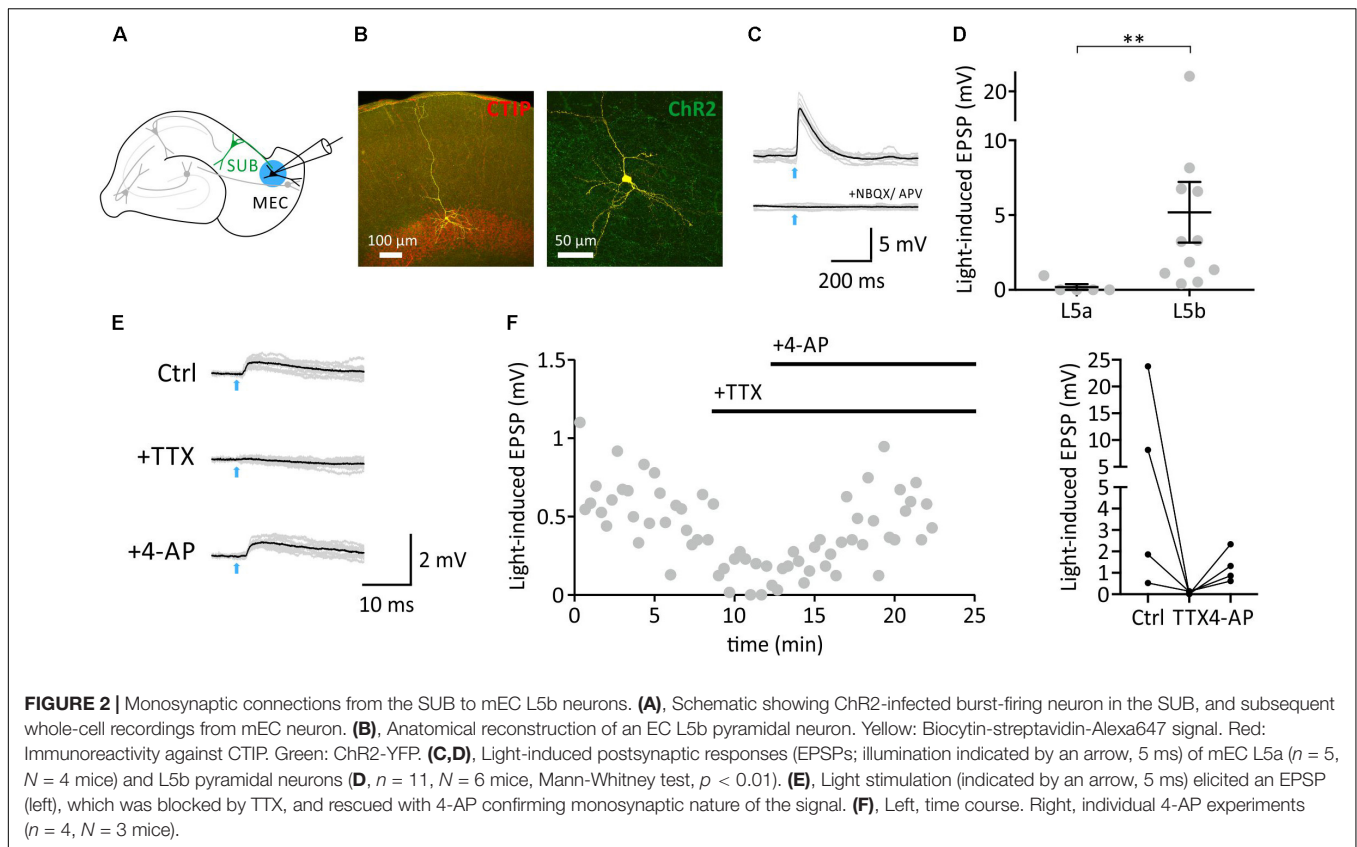 A
SUB
MEC
B
CTIP
100 µm
ChR2
50 µm
C
+NBQX/ APV
5 mV
200 ms
D
**
Light-induced EPSP (mV)
20
10
5
0
L5a
L5b
E
Ctrl
+TTX
+4-AP
2 mV
10 ms
F
+4-AP
+TTX
Light-induced EPSP (mV)
1.5
1
0.5
0
0 5 10 15 20 25
time (min)
Light-induced EPSP (mV)
25
20
15
10
5
5
4
3
2
1
0
Ctrl TTX4-AP
FIGURE 2 | Monosynaptic connections from the SUB to mEC L5b neurons. (A), Schematic showing ChR2-infected burst-firing neuron in the SUB, and subsequent
whole-cell recordings from mEC neuron. (B), Anatomical reconstruction of an EC L5b pyramidal neuron. Yellow: Biocytin-streptavidin-Alexa647 signal. Red:
Immunoreactivity against CTIP. Green: ChR2-YFP. (C,D), Light-induced postsynaptic responses (EPSPs; illumination indicated by an arrow, 5 ms) of mEC L5a (n = 5,
N = 4 mice) and L5b pyramidal neurons (D, n = 11, N = 6 mice, Mann-Whitney test, p < 0.01). (E), Light stimulation (indicated by an arrow, 5 ms) elicited an EPSP
(left), which was blocked by TTX, and rescued with 4-AP confirming monosynaptic nature of the signal. (F), Left, time course. Right, individual 4-AP experiments
(n = 4, N = 3 mice).